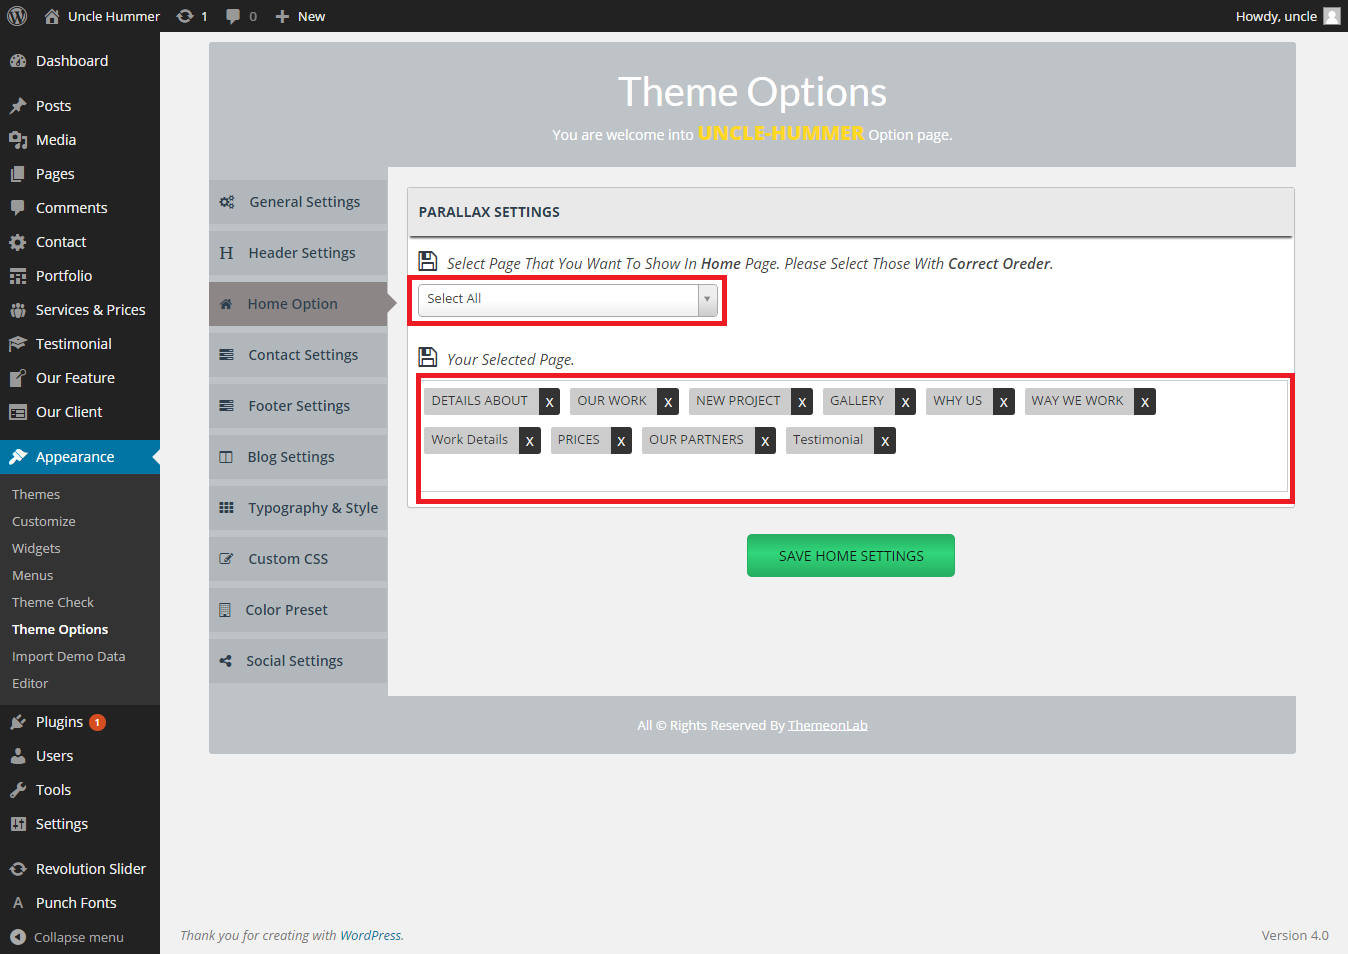 Uncle Hummer 1 0 New Howdy, uncle
Dashboard
Posts
Media
Pages
Comments
Contact
Portfolio
Services & Prices
Testimonial
Our Feature
Our Client
Appearance
Themes
Customize
Widgets
Menus
Theme Check
Theme Options
Import Demo Data
Editor
Plugins 1
Users
Tools
Settings
Revolution Slider
Punch Fonts
Collapse menu
Theme Options
You are welcome into UNCLE-HUMMER Option page.
General Settings
Header Settings
Home Option
Contact Settings
Footer Settings
Blog Settings
Typography & Style
Custom CSS
Color Preset
Social Settings
PARALLAX SETTINGS
Select Page That You Want To Show In Home Page. Please Select Those With Correct Oreder.
Select All
Your Selected Page.
DETAILS ABOUT x OUR WORK x NEW PROJECT x GALLERY x WHY US x WAY WE WORK x
Work Details x PRICES x OUR PARTNERS x Testimonial x
SAVE HOME SETTINGS
All © Rights Reserved By ThemeonLab
Thank you for creating with WordPress.
Version 4.0